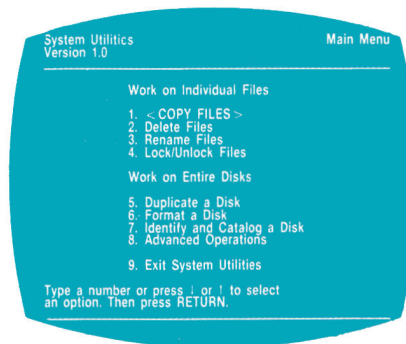 System Utilitics Main Menu
Version 1.0
Work on Individual Files
1. <COPY FILES>
2. Delete Files
3. Rename Files
4. Lock/Unlock Files
Work on Entire Disks
5. Duplicate a Disk
6. Format a Disk
7. Identify and Catalog a Disk
8. Advanced Operations
9. Exit System Utilities
Type a number or press ↓ or ↑ to select
an option. Then press RETURN.